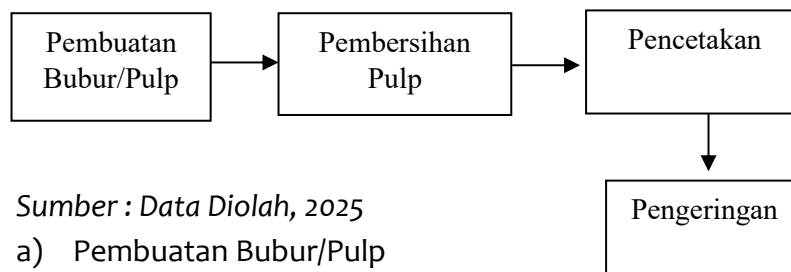 Pembuatan
Bubur/Pulp
Pembersihan
Pulp
Pencetakan
Pengeringan
Sumber : Data Diolah, 2025
a) Pembuatan Bubur/Pulp